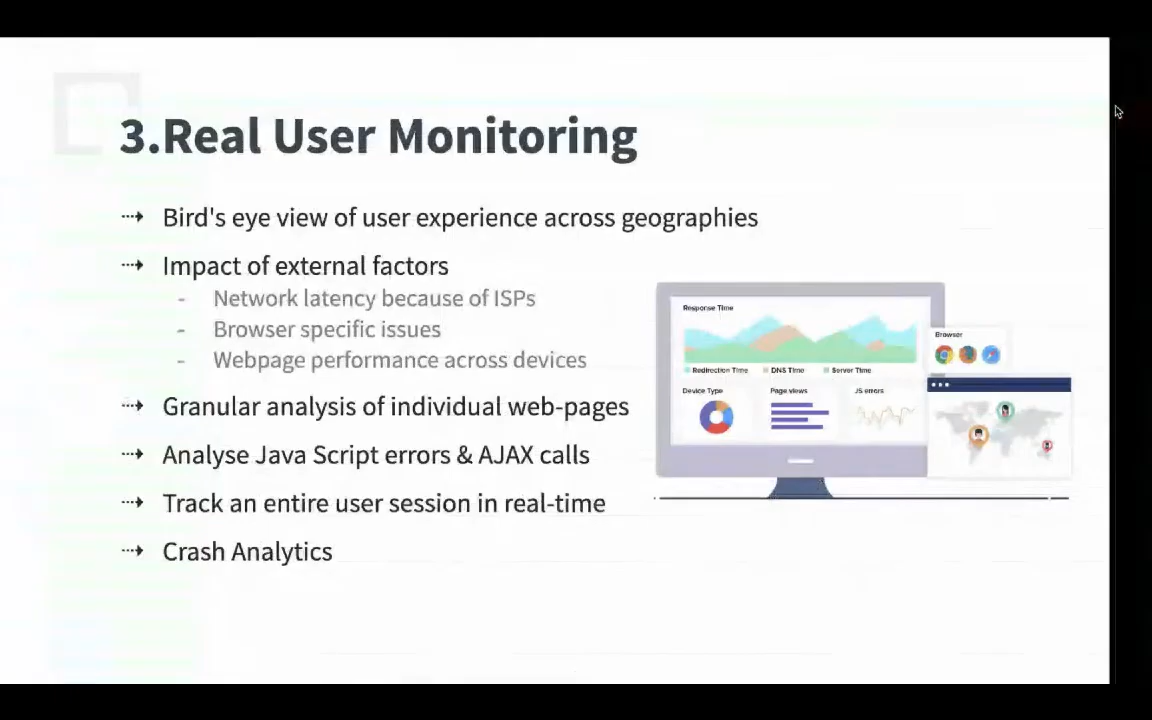 3.Real User Monitoring
Bird's eye view of user experience across geographies
Impact of external factors
- Network latency because of ISPs
- Browser specific issues
- Webpage performance across devices
Granular analysis of individual web-pages
Analyse Java Script errors & AJAX calls
Track an entire user session in real-time
Crash Analytics
Response Time
Redirection Time DNS Time Server Time
Device Type Page views JS errors
Browser